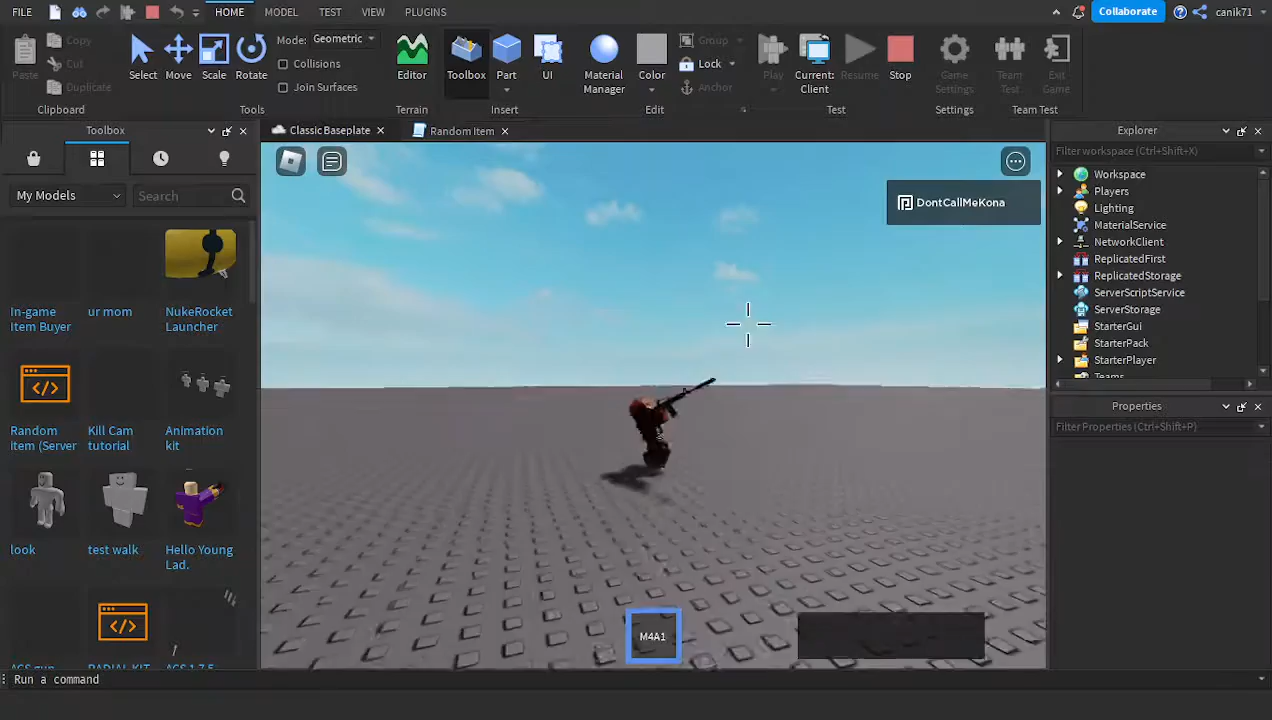 FILE HOME MODEL TEST VIEW PLUGINS Collaborate canik71
Paste Copy Cut Duplicate Clipboard
Select Move Scale Rotate Tools
Mode: Geometric
Collisions
Join Surfaces
Editor Terrain
Toolbox Part UI Insert
Material Manager Color Edit
Group
Lock
Anchor
Play Current: Client Resume Stop Test
Game Settings Settings
Team Test Exit Game Team Test
Toolbox
My Models Search
In-game Item Buyer
ur mom
NukeRocket Launcher
Random item (Server
Kill Cam tutorial
Animation kit
look
test walk
Hello Young Lad.
ACS gun
RADIAL KIT
ACS 1.7.5
Classic Baseplate
Random Item
DontCallMeKona
M4A1
Explorer
Filter workspace (Ctrl+Shift+X)
Workspace
Players
Lighting
MaterialService
NetworkClient
ReplicatedFirst
ReplicatedStorage
ServerScriptService
ServerStorage
StarterGui
StarterPack
StarterPlayer
Teams
Properties
Filter Properties (Ctrl+Shift+P)
Run a command